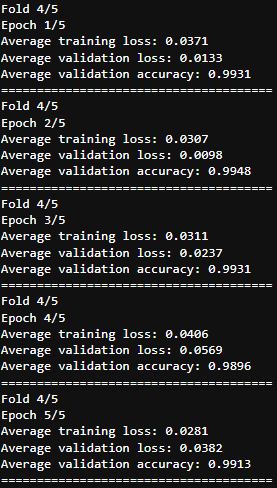 Fold 4/5
Epoch 1/5
Average training loss: 0.0371
Average validation loss: 0.0133
Average validation accuracy: 0.9931
===================================
Fold 4/5
Epoch 2/5
Average training loss: 0.0307
Average validation loss: 0.0098
Average validation accuracy: 0.9948
===================================
Fold 4/5
Epoch 3/5
Average training loss: 0.0311
Average validation loss: 0.0237
Average validation accuracy: 0.9931
===================================
Fold 4/5
Epoch 4/5
Average training loss: 0.0406
Average validation loss: 0.0569
Average validation accuracy: 0.9896
===================================
Fold 4/5
Epoch 5/5
Average training loss: 0.0281
Average validation loss: 0.0382
Average validation accuracy: 0.9913
===================================